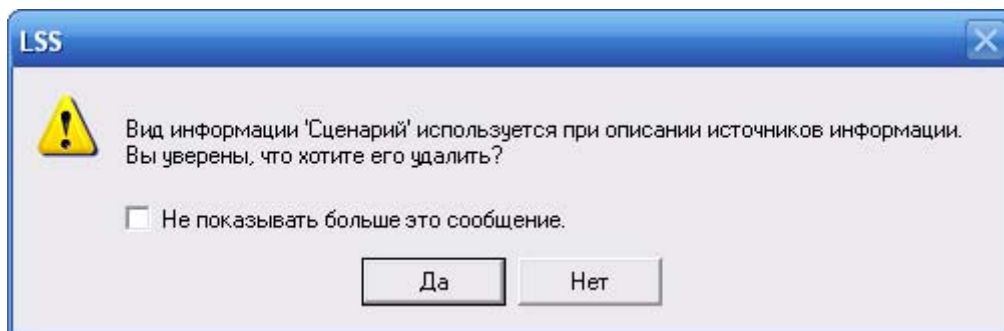 LSS
Вид информации 'Сценарий' используется при описании источников информации.
Вы уверены, что хотите его удалить?
Не показывать больше это сообщение.
Да
Нет